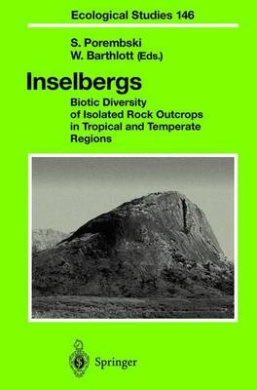 Ecological Studies 146
S. Porembski
W. Barthlott (Eds.)
Inselbergs
Biotic Diversity
of Isolated Rock Outcrops
in Tropical and Temperate
Regions
Springer